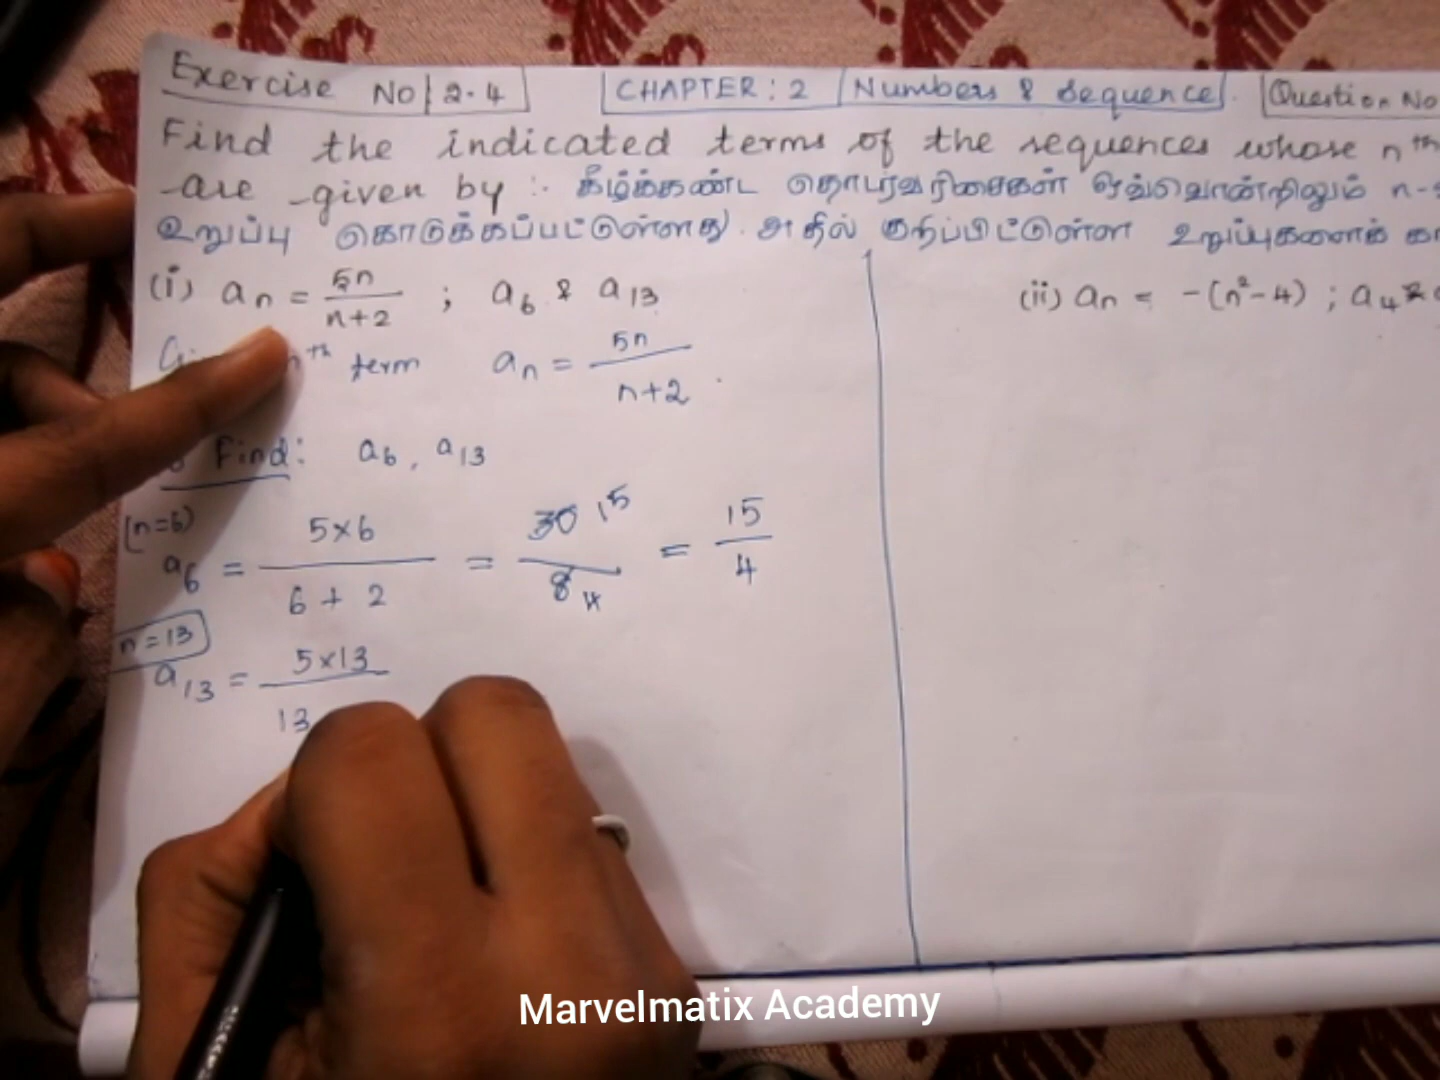 Exercise No 2.4 CHAPTER : 2 Numbers & Sequence. Question No
Find the indicated terms of the sequences whose nth
are given by :- கீழ்க்கண்ட தொடர்வரிசைகள் ஒவ்வொன்றிலும் n-
உறுப்பு கொடுக்கப்பட்டுள்ளது. அதில் குறிப்பிட்டுள்ள உறுப்புகளைக்
(i) aₙ = 5n/(n+2) ; a₆ & a₁₃
(ii) aₙ = -(n²-4) ; a₄ &
nth term aₙ = 5n/(n+2).
Find: a₆, a₁₃
(n=6)
a₆ = 5×6/(6+2) = 30 15/8 4 = 15/4
n=13
a₁₃ = 5×13/13
Marvelmatix Academy